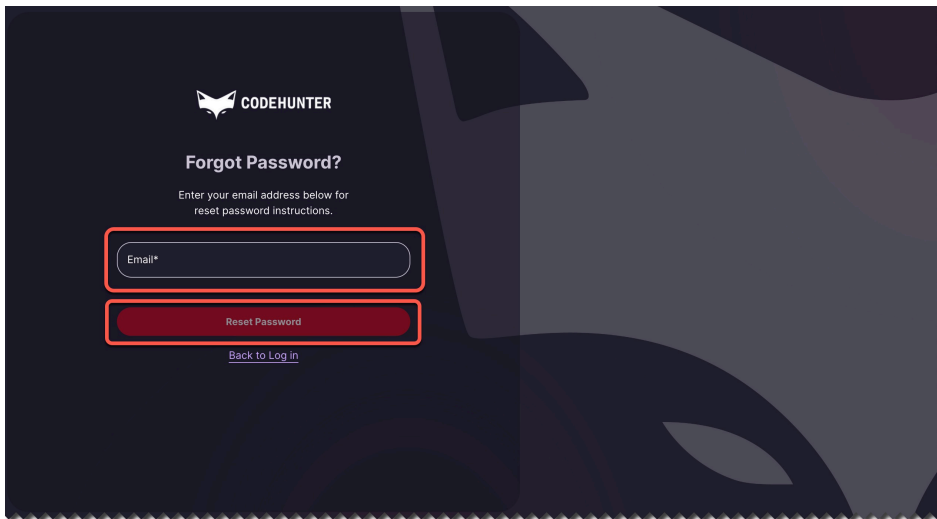 CODEHUNTER
Forgot Password?
Enter your email address below for
reset password instructions.
Email*
Reset Password
Back to Log in